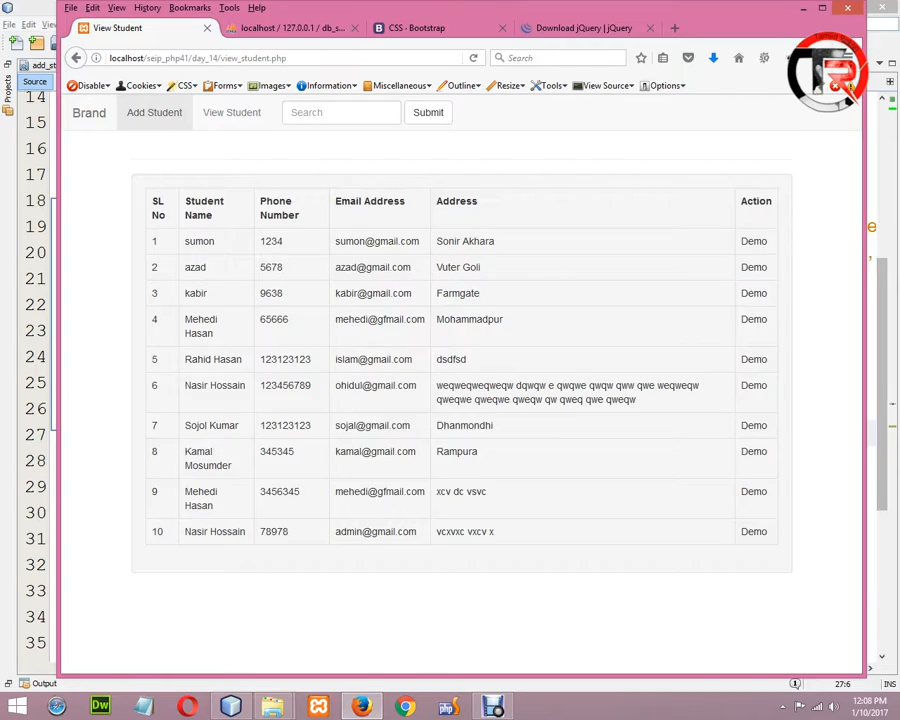 File Edit View History Bookmarks Tools Help
View Student
localhost / 127.0.0.1 / db_s...
CSS · Bootstrap
Download jQuery | jQuery
localhost/seip_php41/day_14/view_student.php
Search
Disable Cookies CSS Forms Images Information Miscellaneous Outline Resize Tools View Source Options
Brand Add Student View Student Search Submit
SL No Student Name Phone Number Email Address Address Action
1 sumon 1234 sumon@gmail.com Sonir Akhara Demo
2 azad 5678 azad@gmail.com Vuter Goli Demo
3 kabir 9638 kabir@gmail.com Farmgate Demo
4 Mehedi Hasan 65666 mehedi@gfmail.com Mohammadpur Demo
5 Rahid Hasan 123123123 islam@gmail.com dsdfsd Demo
6 Nasir Hossain 123456789 ohidul@gmail.com weqweqweqweqw dqwqw e qwqwe qwqw qww qwe weqweqw Demo
qweqwe qweqwe qweqw qw qweq qwe qweqw
7 Sojol Kumar 123123123 sojal@gmail.com Dhanmondhi Demo
8 Kamal Mosumder 345345 kamal@gmail.com Rampura Demo
9 Mehedi Hasan 3456345 mehedi@gfmail.com xcv dc vsvc Demo
10 Nasir Hossain 78978 admin@gmail.com vcxvxc vxcv x Demo
File Edit
add_st
Source
Projects
14
15
16
17
18
19
20
21
22
23
24
25
26
27
28
29
30
31
32
33
34
35
Output
27:6
INS
12:08 PM
1/10/2017